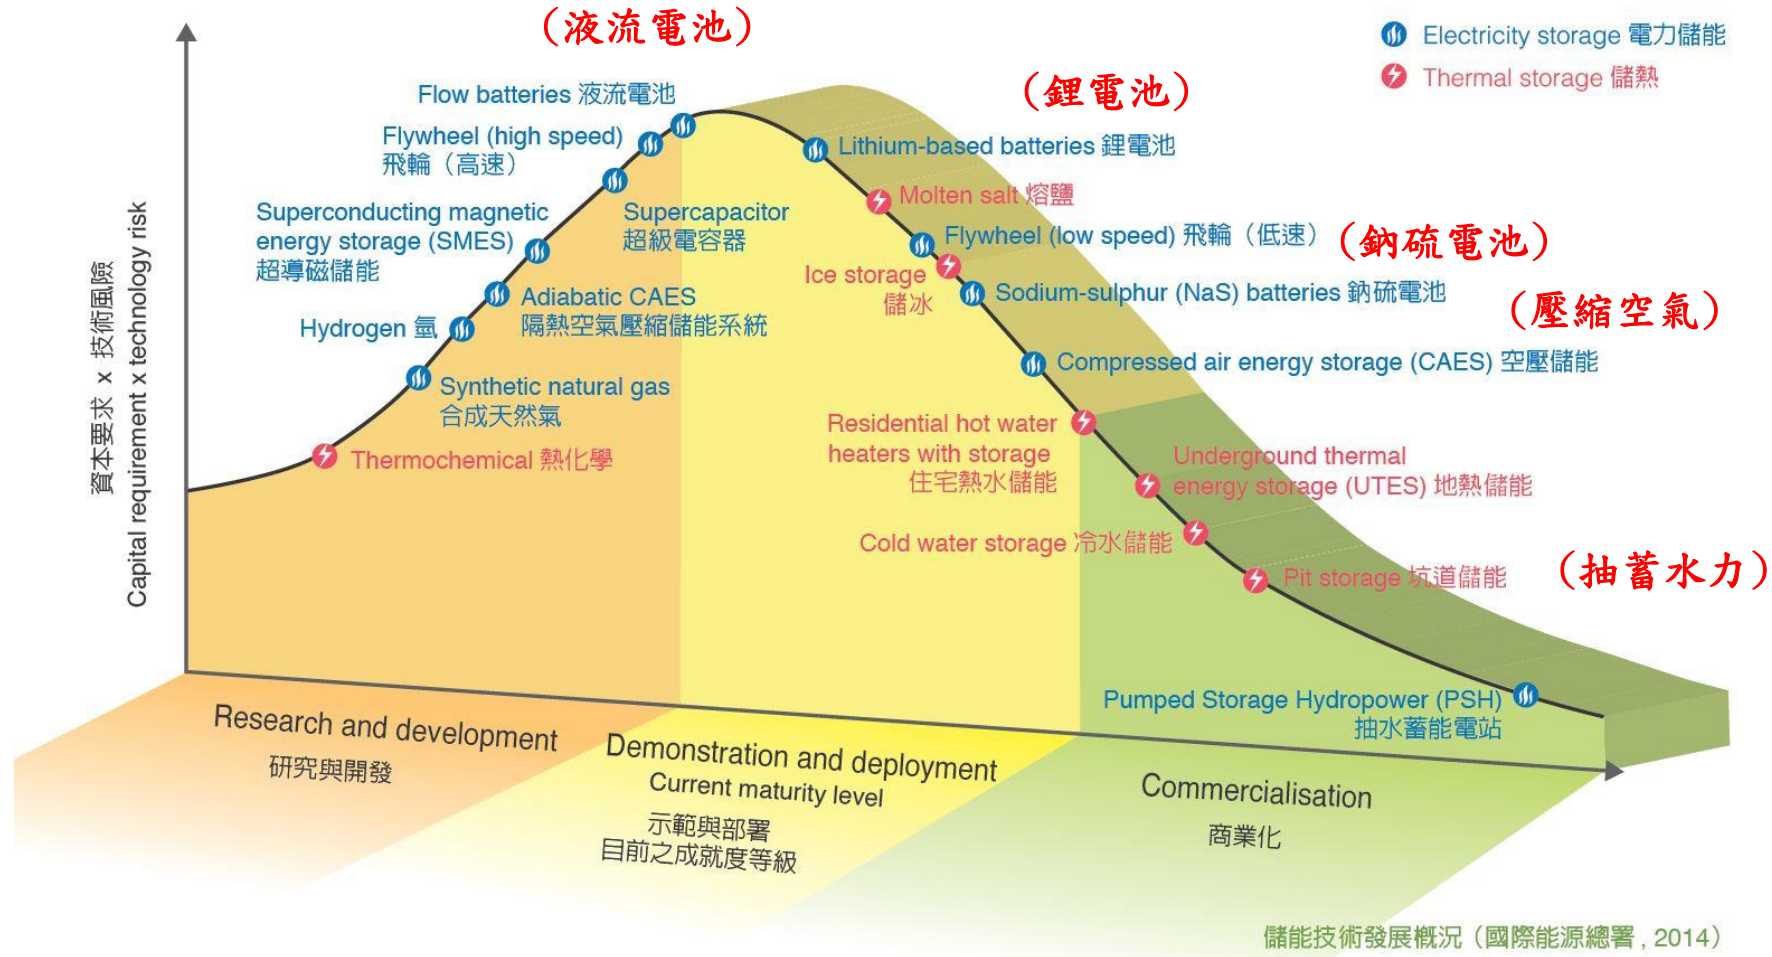 （液流電池）
Electricity storage 電力儲能
Thermal storage 儲熱
（鋰電池）
Flow batteries 液流電池
Flywheel (high speed)
飛輪（高速）
Lithium-based batteries 鋰電池
Molten salt 熔鹽
Superconducting magnetic
energy storage (SMES)
超導磁儲能
Supercapacitor
超級電容器
Flywheel (low speed) 飛輪（低速）
（鈉硫電池）
Ice storage
儲冰
Sodium-sulphur (NaS) batteries 鈉硫電池
（壓縮空氣）
Adiabatic CAES
隔熱空氣壓縮儲能系統
Hydrogen 氫
Compressed air energy storage (CAES) 空壓儲能
Synthetic natural gas
合成天然氣
Residential hot water
heaters with storage
住宅熱水儲能
Thermochemical 熱化學
Underground thermal
energy storage (UTES) 地熱儲能
Cold water storage 冷水儲能
Pit storage 坑道儲能
（抽蓄水力）
Pumped Storage Hydropower (PSH)
抽水蓄能電站
資本要求 x 技術風險
Capital requirement x technology risk
Research and development
研究與開發
Demonstration and deployment
Current maturity level
示範與部署
目前之成就度等級
Commercialisation
商業化
儲能技術發展概況（國際能源總署 , 2014）